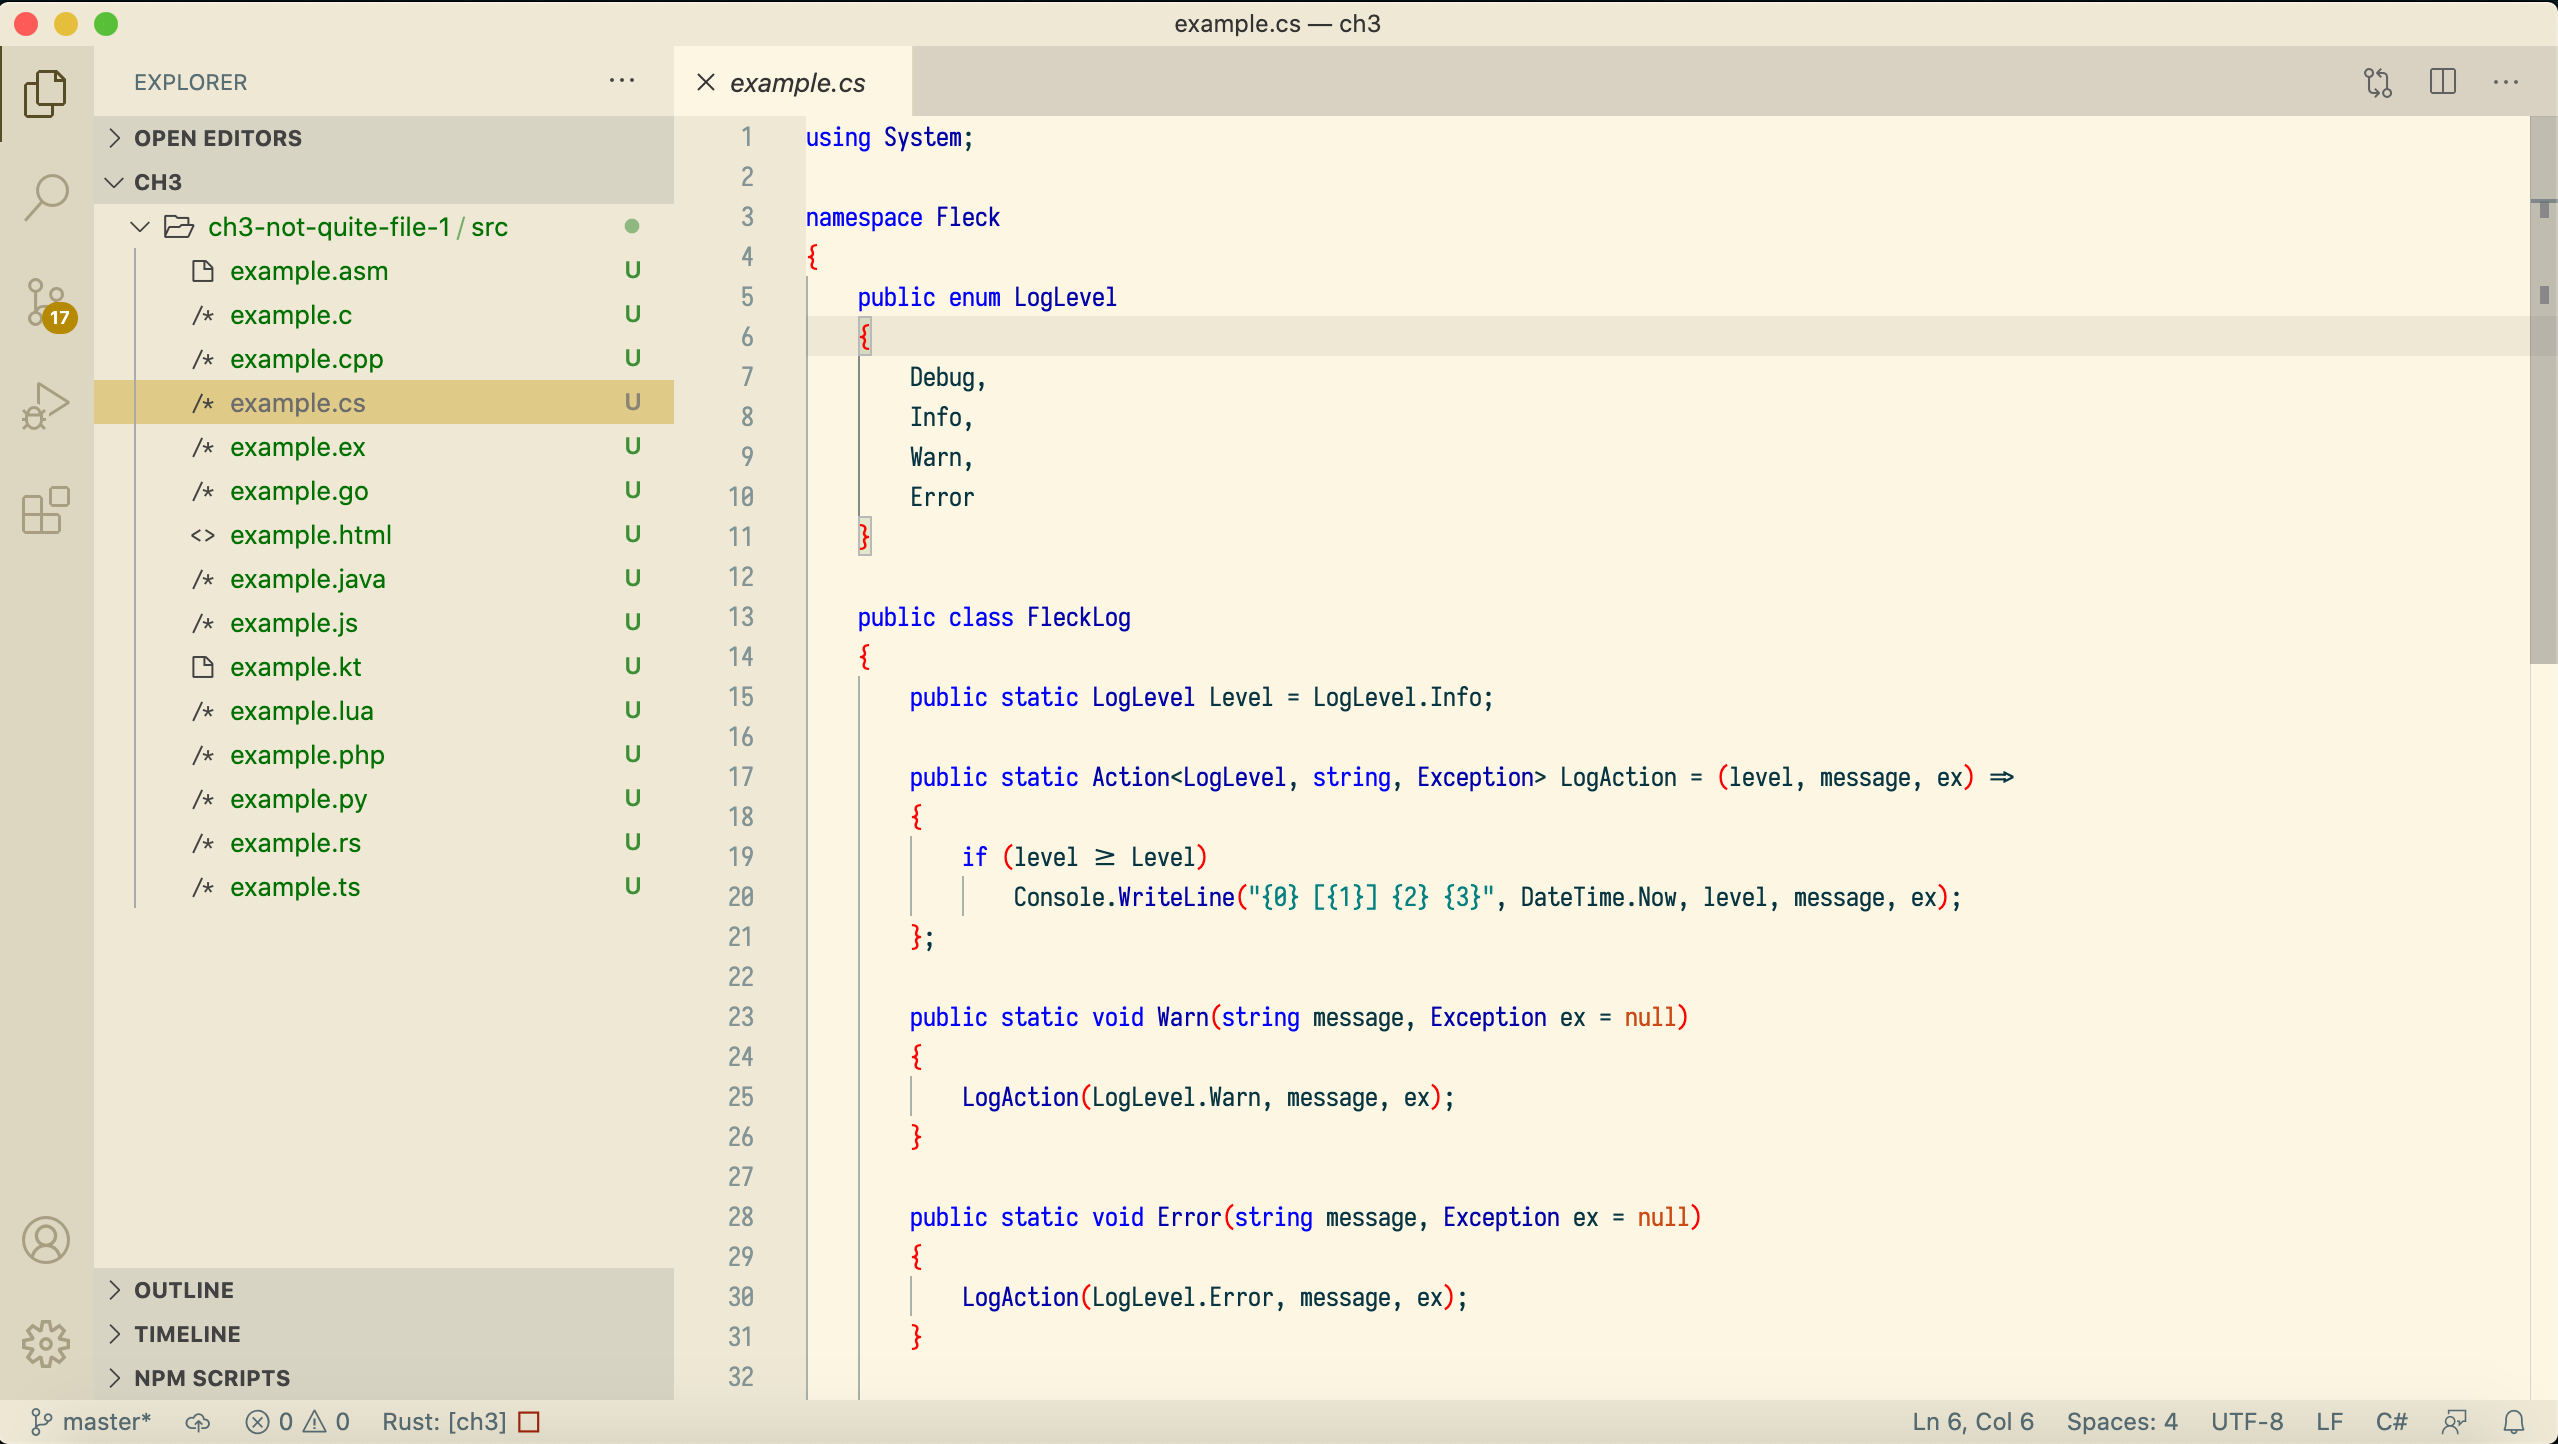 example.cs — ch3
EXPLORER
OPEN EDITORS
CH3
ch3-not-quite-file-1 / src
example.asm U
/* example.c U
/* example.cpp U
/* example.cs U
/* example.ex U
/* example.go U
<> example.html U
/* example.java U
/* example.js U
example.kt U
/* example.lua U
/* example.php U
/* example.py U
/* example.rs U
/* example.ts U
17
OUTLINE
TIMELINE
NPM SCRIPTS
example.cs
1 using System;
2
3 namespace Fleck
4 {
5 public enum LogLevel
6 {
7 Debug,
8 Info,
9 Warn,
10 Error
11 }
12
13 public class FleckLog
14 {
15 public static LogLevel Level = LogLevel.Info;
16
17 public static Action<LogLevel, string, Exception> LogAction = (level, message, ex) ⇒
18 {
19 if (level ≥ Level)
20 Console.WriteLine("{0} [{1}] {2} {3}", DateTime.Now, level, message, ex);
21 };
22
23 public static void Warn(string message, Exception ex = null)
24 {
25 LogAction(LogLevel.Warn, message, ex);
26 }
27
28 public static void Error(string message, Exception ex = null)
29 {
30 LogAction(LogLevel.Error, message, ex);
31 }
32
master* 0 0 Rust: [ch3] Ln 6, Col 6 Spaces: 4 UTF-8 LF C#